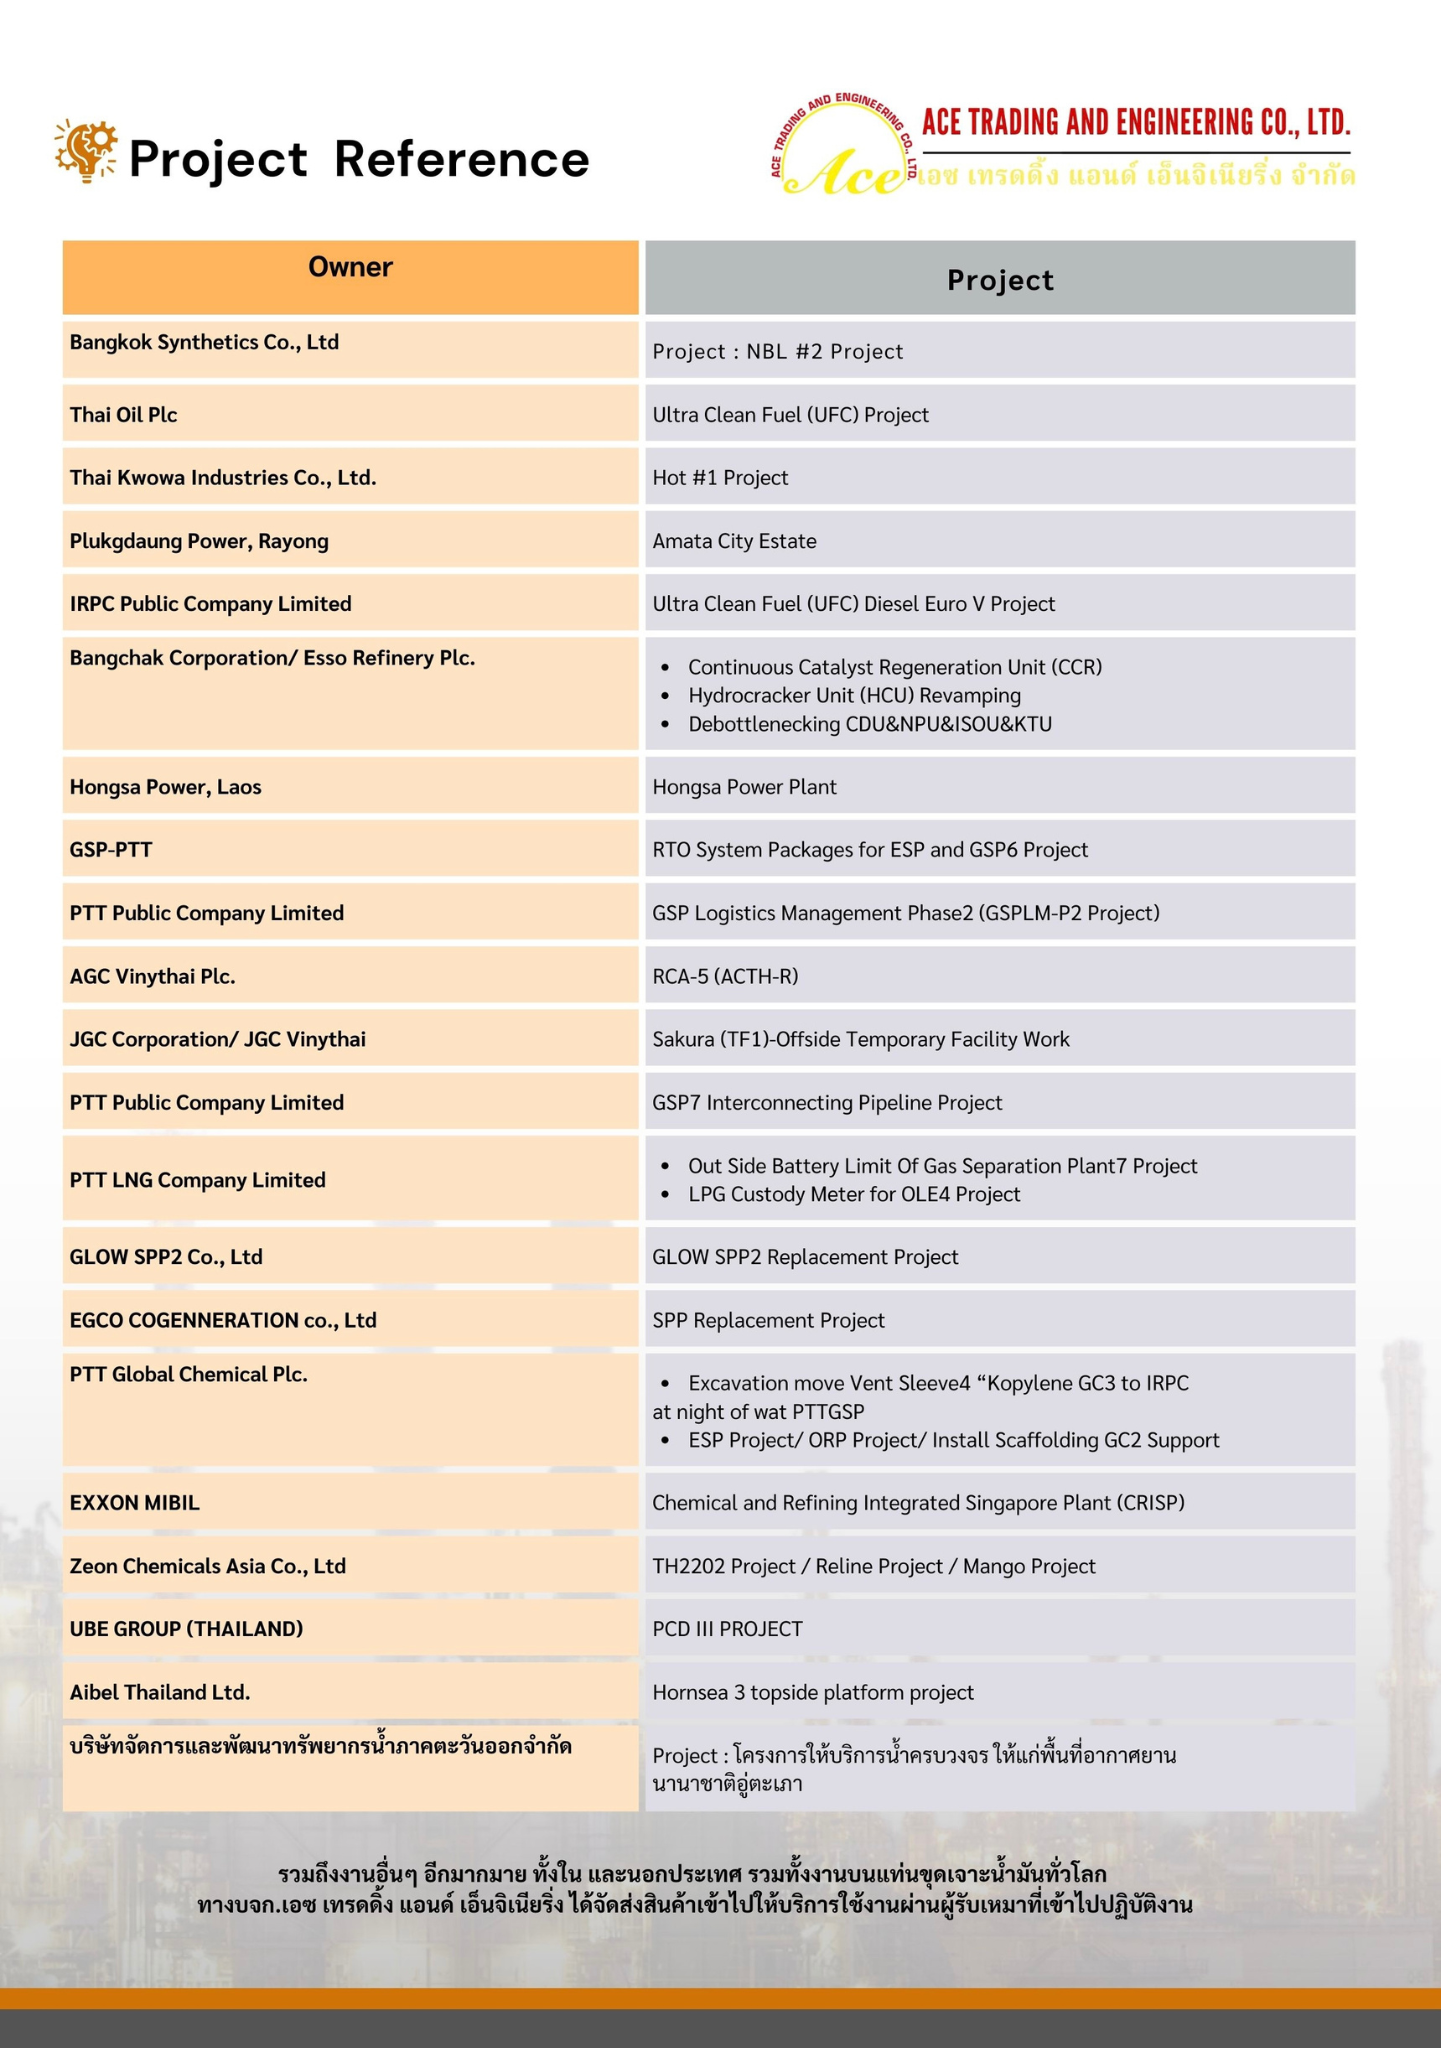 Project Reference
ACE TRADING AND ENGINEERING CO., LTD.
Ace
ACE TRADING AND ENGINEERING CO., LTD.
เอซ เทรดดิ้ง แอนด์ เอ็นจิเนียริ่ง จำกัด
Owner
Project
Bangkok Synthetics Co., Ltd
Project : NBL #2 Project
Thai Oil Plc
Ultra Clean Fuel (UFC) Project
Thai Kwowa Industries Co., Ltd.
Hot #1 Project
Plukgdaung Power, Rayong
Amata City Estate
IRPC Public Company Limited
Ultra Clean Fuel (UFC) Diesel Euro V Project
Bangchak Corporation/ Esso Refinery Plc.
• Continuous Catalyst Regeneration Unit (CCR)
• Hydrocracker Unit (HCU) Revamping
• Debottlenecking CDU&NPU&ISOU&KTU
Hongsa Power, Laos
Hongsa Power Plant
GSP-PTT
RTO System Packages for ESP and GSP6 Project
PTT Public Company Limited
GSP Logistics Management Phase2 (GSPLM-P2 Project)
AGC Vinythai Plc.
RCA-5 (ACTH-R)
JGC Corporation/ JGC Vinythai
Sakura (TF1)-Offside Temporary Facility Work
PTT Public Company Limited
GSP7 Interconnecting Pipeline Project
PTT LNG Company Limited
• Out Side Battery Limit Of Gas Separation Plant7 Project
• LPG Custody Meter for OLE4 Project
GLOW SPP2 Co., Ltd
GLOW SPP2 Replacement Project
EGCO COGENNERATION co., Ltd
SPP Replacement Project
PTT Global Chemical Plc.
• Excavation move Vent Sleeve4 “Kopylene GC3 to IRPC
at night of wat PTTGSP
• ESP Project/ ORP Project/ Install Scaffolding GC2 Support
EXXON MIBIL
Chemical and Refining Integrated Singapore Plant (CRISP)
Zeon Chemicals Asia Co., Ltd
TH2202 Project / Reline Project / Mango Project
UBE GROUP (THAILAND)
PCD III PROJECT
Aibel Thailand Ltd.
Hornsea 3 topside platform project
บริษัทจัดการและพัฒนาทรัพยากรน้ำภาคตะวันออกจำกัด
Project : โครงการให้บริการน้ำครบวงจร ให้แก่พื้นที่อากาศยาน
นานาชาติอู่ตะเภา
รวมถึงงานอื่นๆ อีกมากมาย ทั้งใน และนอกประเทศ รวมทั้งงานบนแท่นขุดเจาะน้ำมันทั่วโลก
ทางบจก.เอซ เทรดดิ้ง แอนด์ เอ็นจิเนียริ่ง ได้จัดส่งสินค้าเข้าไปให้บริการใช้งานผ่านผู้รับเหมาที่เข้าไปปฏิบัติงาน